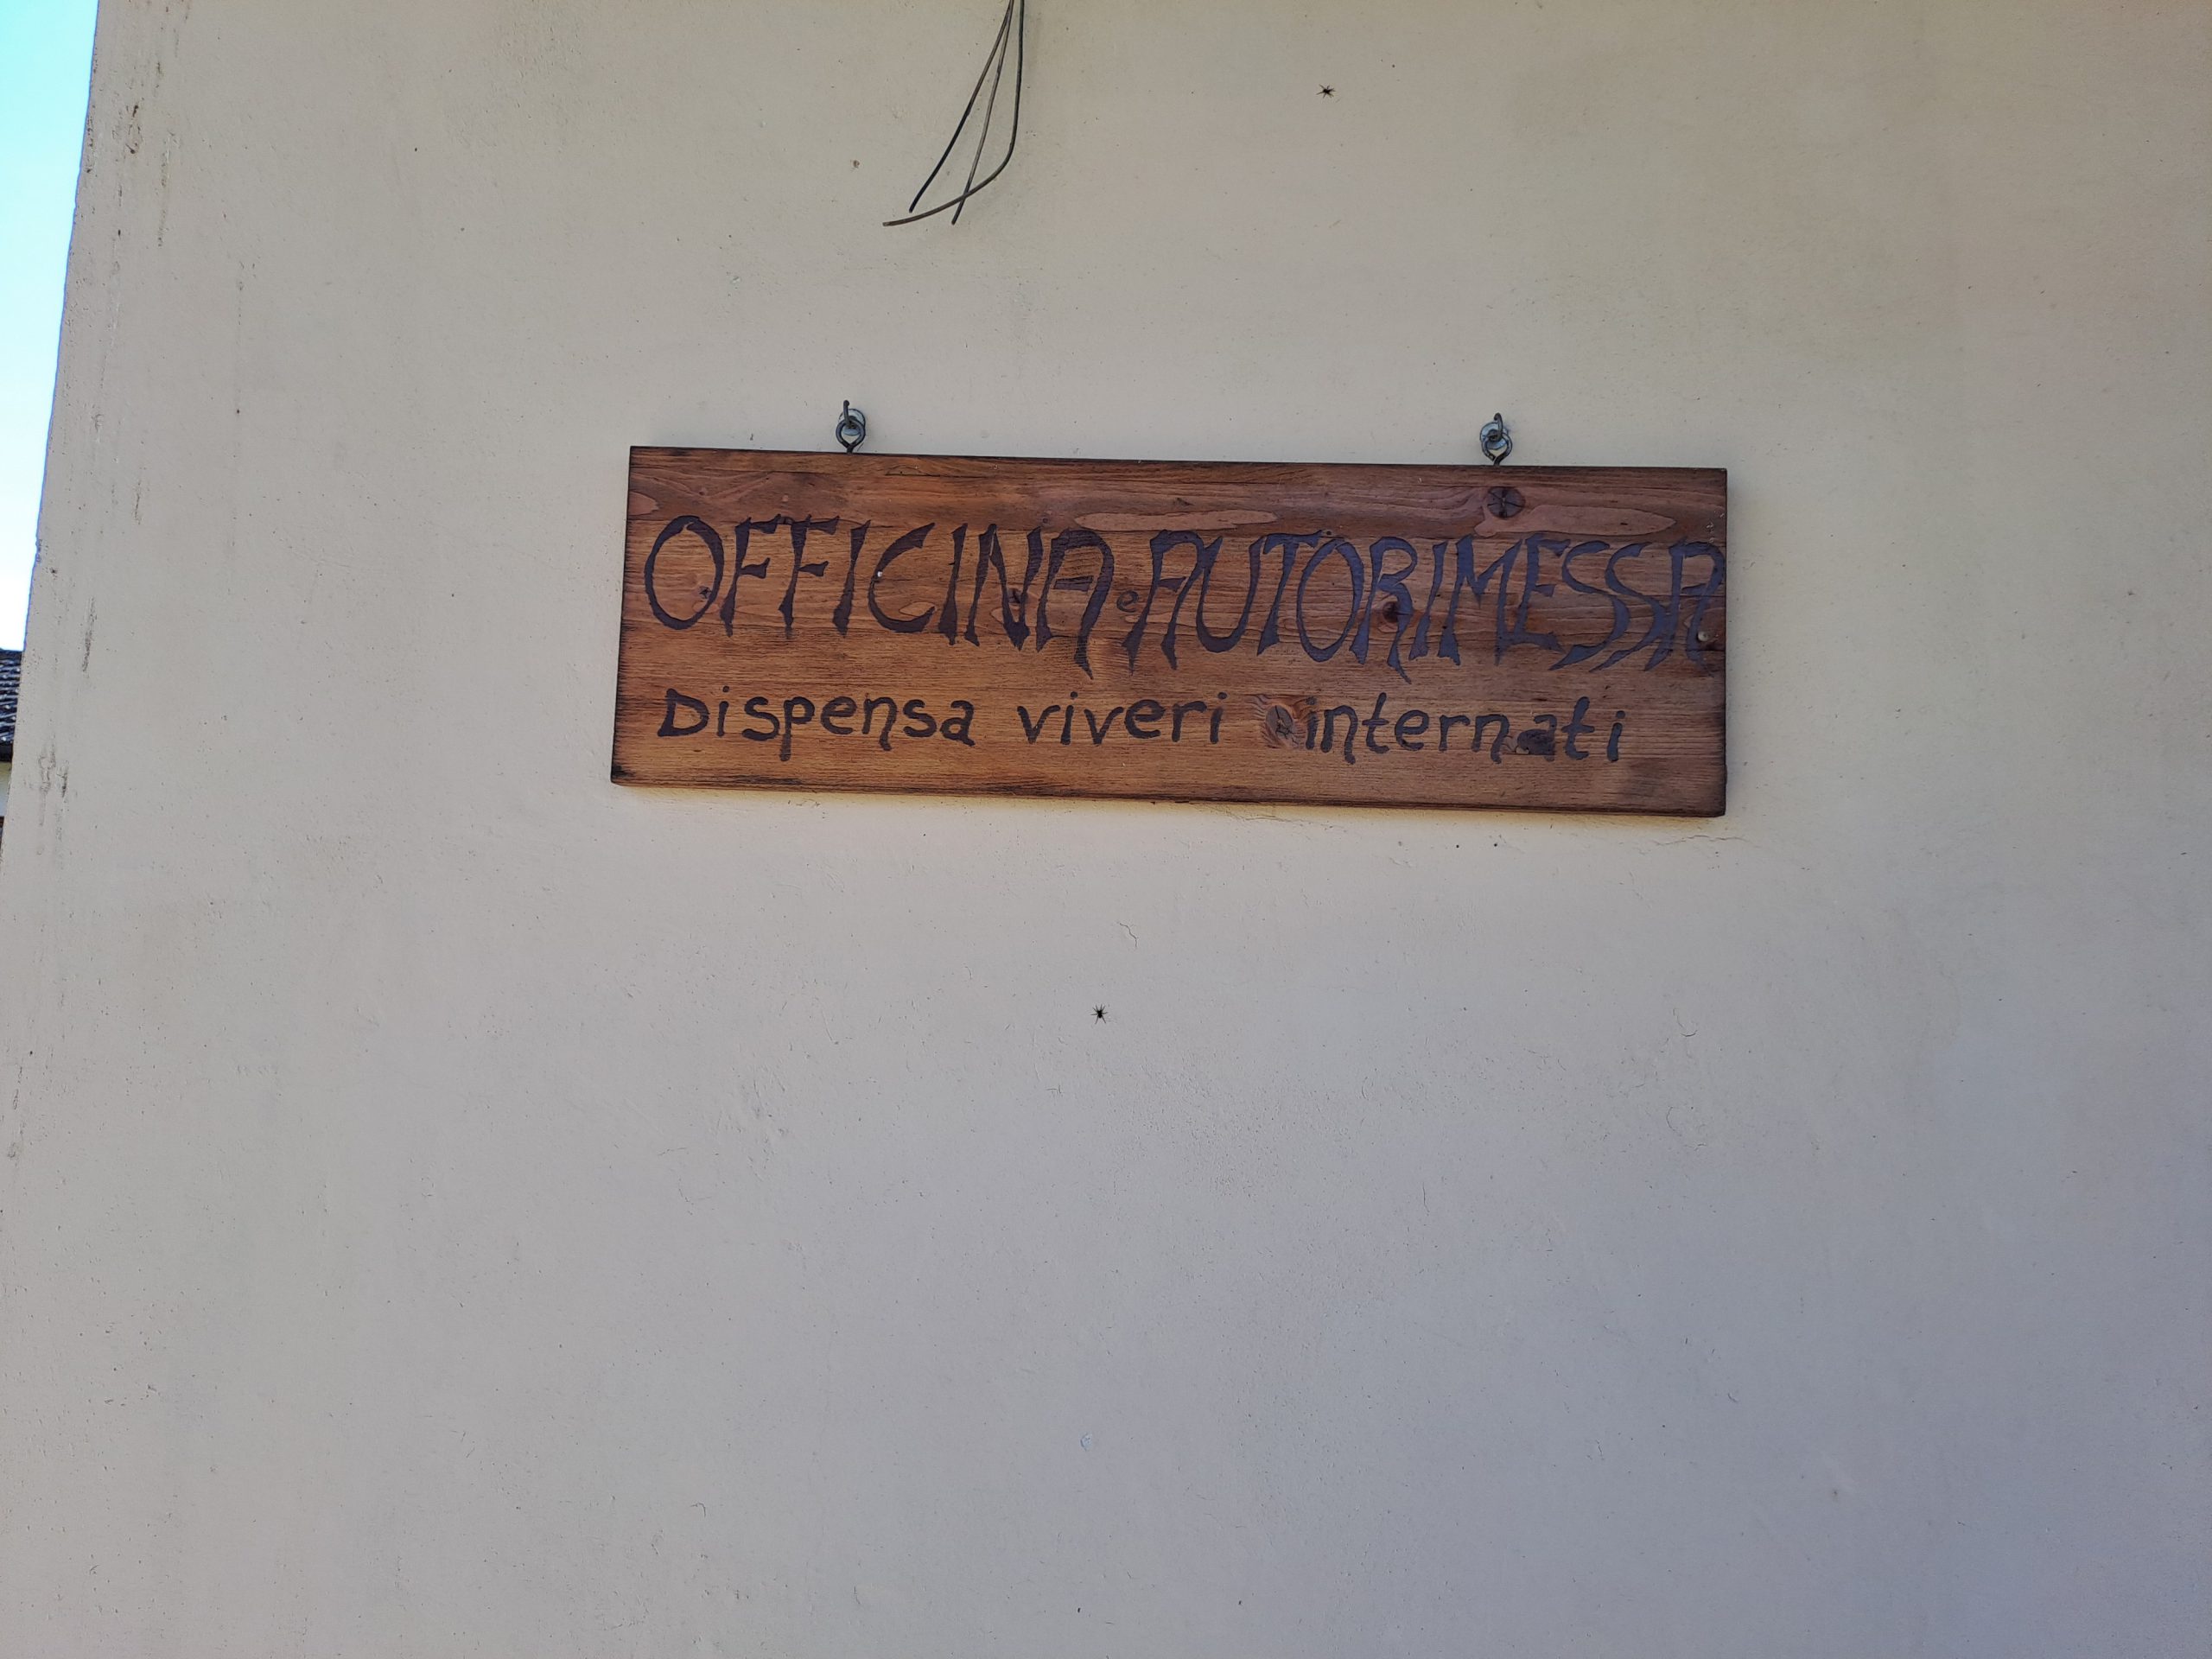 OFFICINA e AUTORIMESSA
Dispensa viveri internati